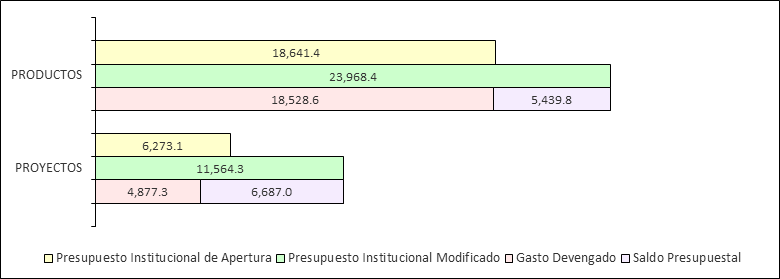 18,641.4
PRODUCTOS
23,968.4
18,528.6 5,439.8
6,273.1
PROYECTOS
11,564.3
4,877.3 6,687.0
Presupuesto Institucional de Apertura Presupuesto Institucional Modificado Gasto Devengado Saldo Presupuestal